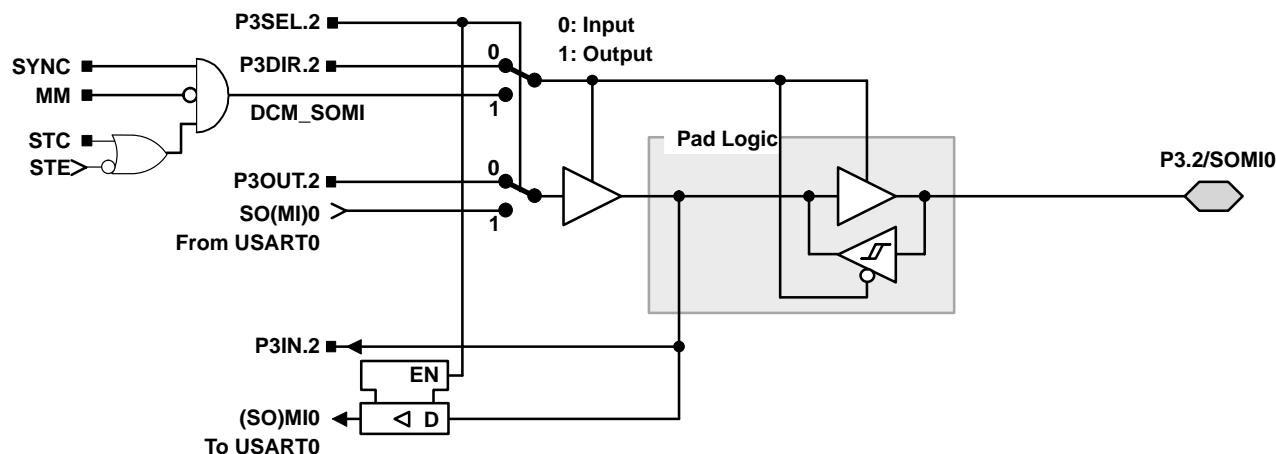 P3SEL.2
0: Input
1: Output
SYNC
P3DIR.2
0
MM
1
DCM_SOMI
STC
STE
Pad Logic
P3.2/SOMI0
P3OUT.2
0
SO(MI)0
1
From USART0
P3IN.2
EN
(SO)MI0
D
To USART0